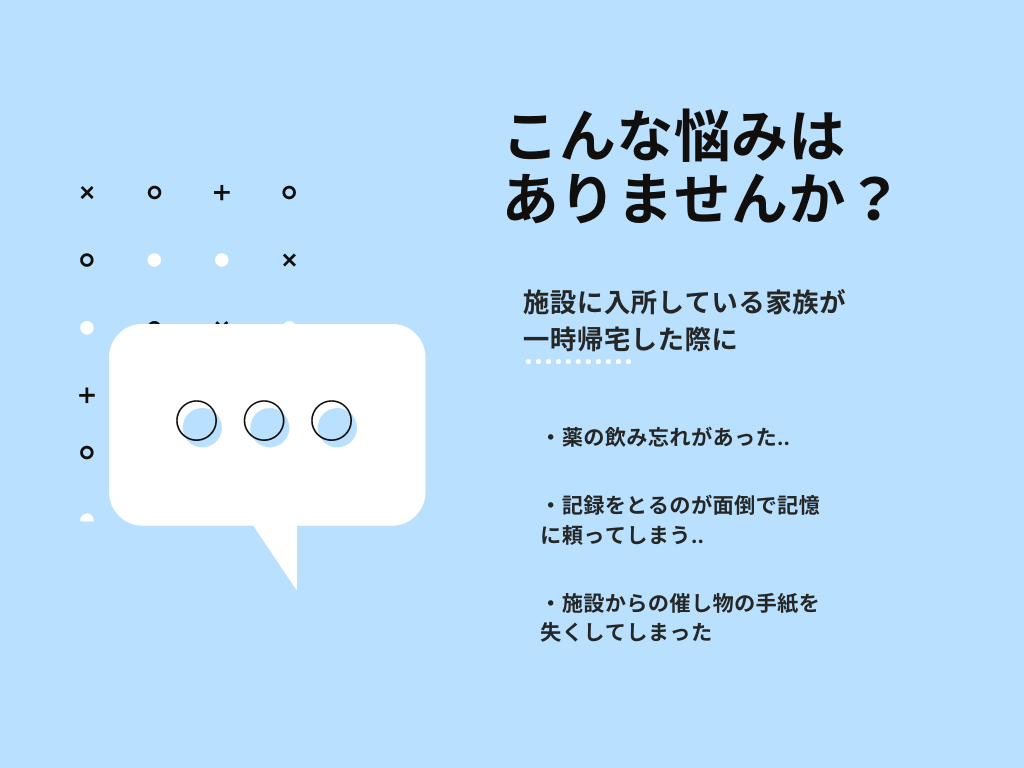 こんな悩みは
ありませんか？
施設に入所している家族が
一時帰宅した際に
・薬の飲み忘れがあった..
・記録をとるのが面倒で記憶
に頼ってしまう..
・施設からの催し物の手紙を
失くしてしまった